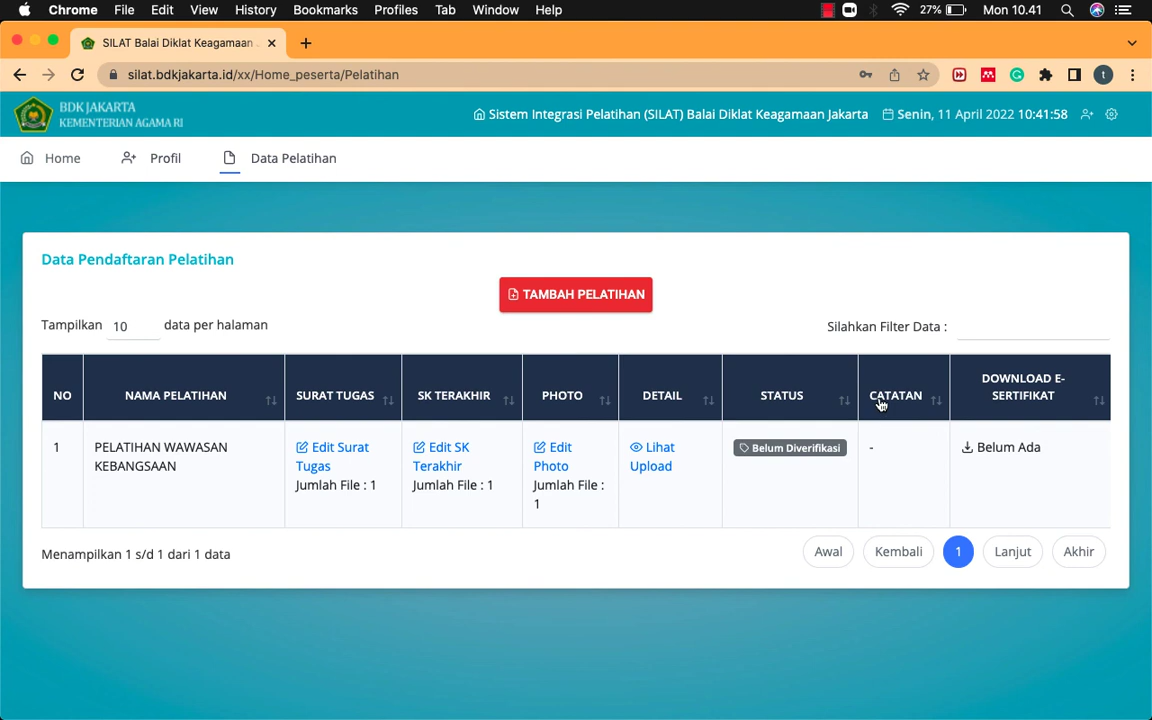 Chrome File Edit View History Bookmarks Profiles Tab Window Help 27% Mon 10.41
SILAT Balai Diklat Keagamaan
silat.bdkjakarta.id/xx/Home_peserta/Pelatihan
t
BDK JAKARTA
KEMENTERIAN AGAMA RI
Sistem Integrasi Pelatihan (SILAT) Balai Diklat Keagamaan Jakarta Senin, 11 April 2022 10:41:58
Home Profil Data Pelatihan
Data Pendaftaran Pelatihan
TAMBAH PELATIHAN
Tampilkan 10 data per halaman Silahkan Filter Data :
NO NAMA PELATIHAN SURAT TUGAS SK TERAKHIR PHOTO DETAIL STATUS CATATAN DOWNLOAD E-
SERTIFIKAT
1 PELATIHAN WAWASAN Edit Surat Edit SK Edit Lihat Belum Diverifikasi - Belum Ada
KEBANGSAAN Tugas Terakhir Photo Upload
Jumlah File : 1 Jumlah File : 1 Jumlah File :
1
Menampilkan 1 s/d 1 dari 1 data Awal Kembali 1 Lanjut Akhir